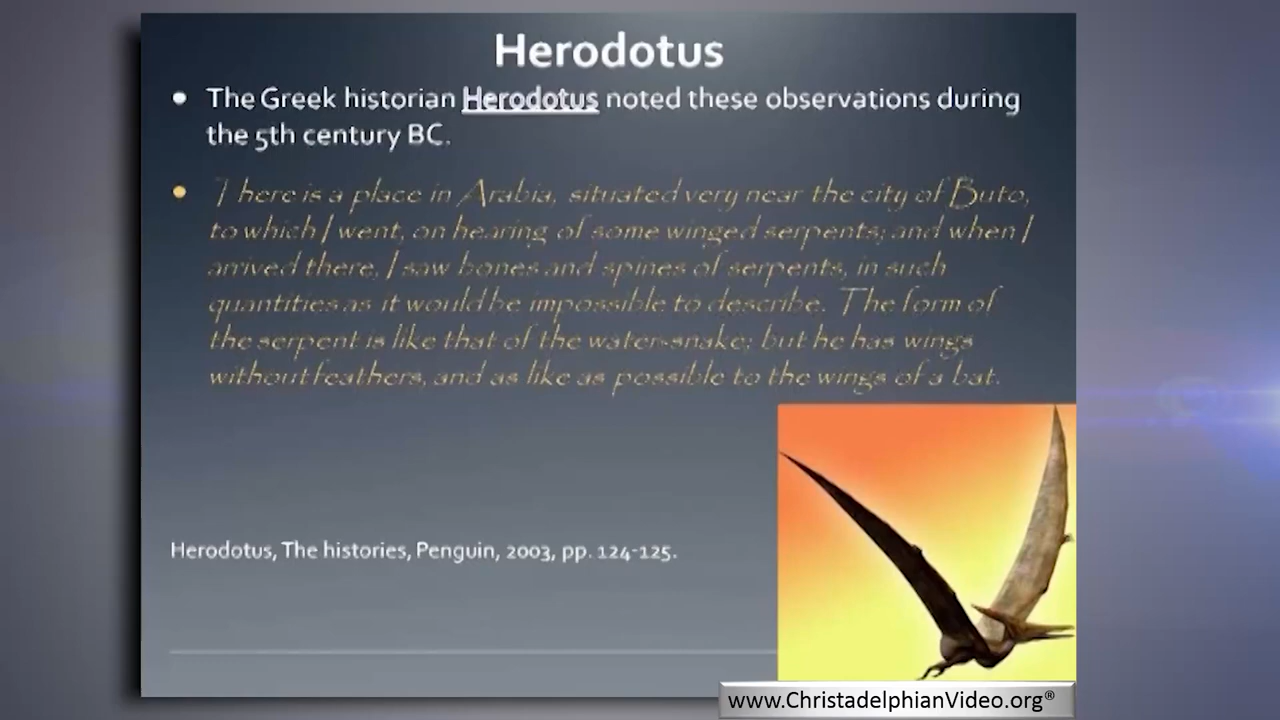 Herodotus
• The Greek historian Herodotus noted these observations during
the 5th century BC.
• There is a place in Arabia, situated very near the city of Buto,
to which I went, on hearing of some winged serpents; and when I
arrived there, I saw bones and spines of serpents, in such
quantities as it would be impossible to describe. The form of
the serpent is like that of the water-snake; but he has wings
without feathers, and as like as possible to the wings of a bat.
Herodotus, The histories, Penguin, 2003, pp. 124-125.
www.ChristadelphianVideo.org®